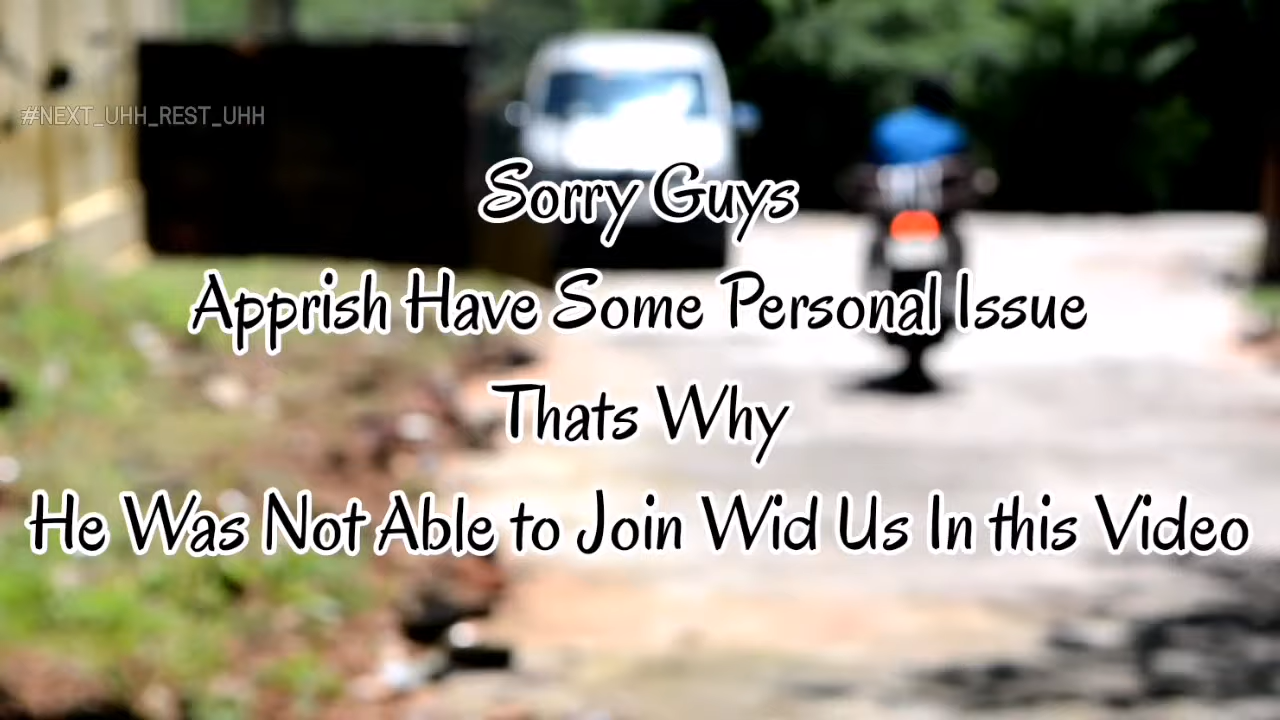 #NEXT_UHH_REST_UHH
Sorry Guys
Apprish Have Some Personal Issue
Thats Why
He Was Not Able to Join Wid Us In this Video